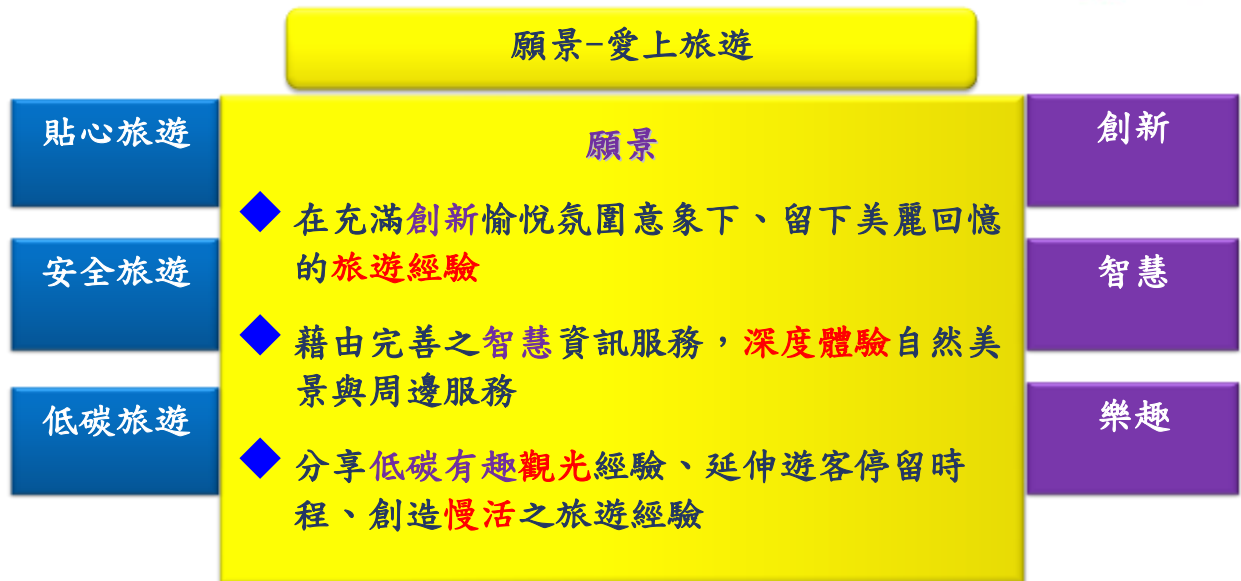 願景-愛上旅遊
貼心旅遊
安全旅遊
低碳旅遊
願景
在充滿創新愉悅氛圍意象下、留下美麗回憶
的旅遊經驗
藉由完善之智慧資訊服務，深度體驗自然美
景與周邊服務
分享低碳有趣觀光經驗、延伸遊客停留時
程、創造慢活之旅遊經驗
創新
智慧
樂趣